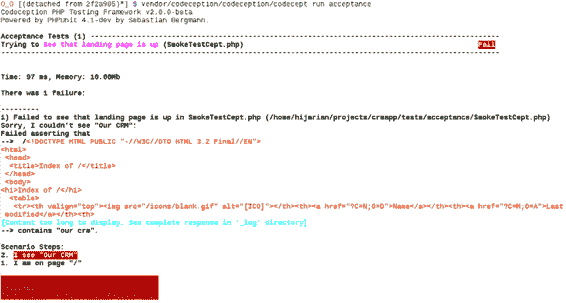 O_O [(detached from 2f2a905)*] $ vendor/codeception/codeception/codecept run acceptance
Codeception PHP Testing Framework v2.0.0-beta
Powered by PHPUnit 4.1-dev by Sebastian Bergmann.
Acceptance Tests (1) ----------------------------------------
Trying to See that landing page is up (SmokeTestCept.php) Fail
----------------------------------------
Time: 97 ms, Memory: 10.00Mb
There was 1 failure:
---------
1) Failed to see that landing page is up in SmokeTestCept.php (/home/hijarian/projects/crmapp/tests/acceptance/SmokeTestCept.php)
Sorry, I couldn't see "Our CRM":
Failed asserting that
--> /<!DOCTYPE HTML PUBLIC "-//W3C//DTD HTML 3.2 Final//EN">
<html>
<head>
<title>Index of /</title>
</head>
<body>
<h1>Index of /</h1>
<table>
<tr><th valign="top"><img src="/icons/blank.gif" alt="[ICO]"></th><th><a href="?C=N;O=D">Name</a></th><th><a href="?C=M;O=A">Last
modified</a></th><th>
[Content too long to display. See complete response in '_log' directory]
--> contains "our crm".
Scenario Steps:
2. I see "Our CRM"
1. I am on page "/"